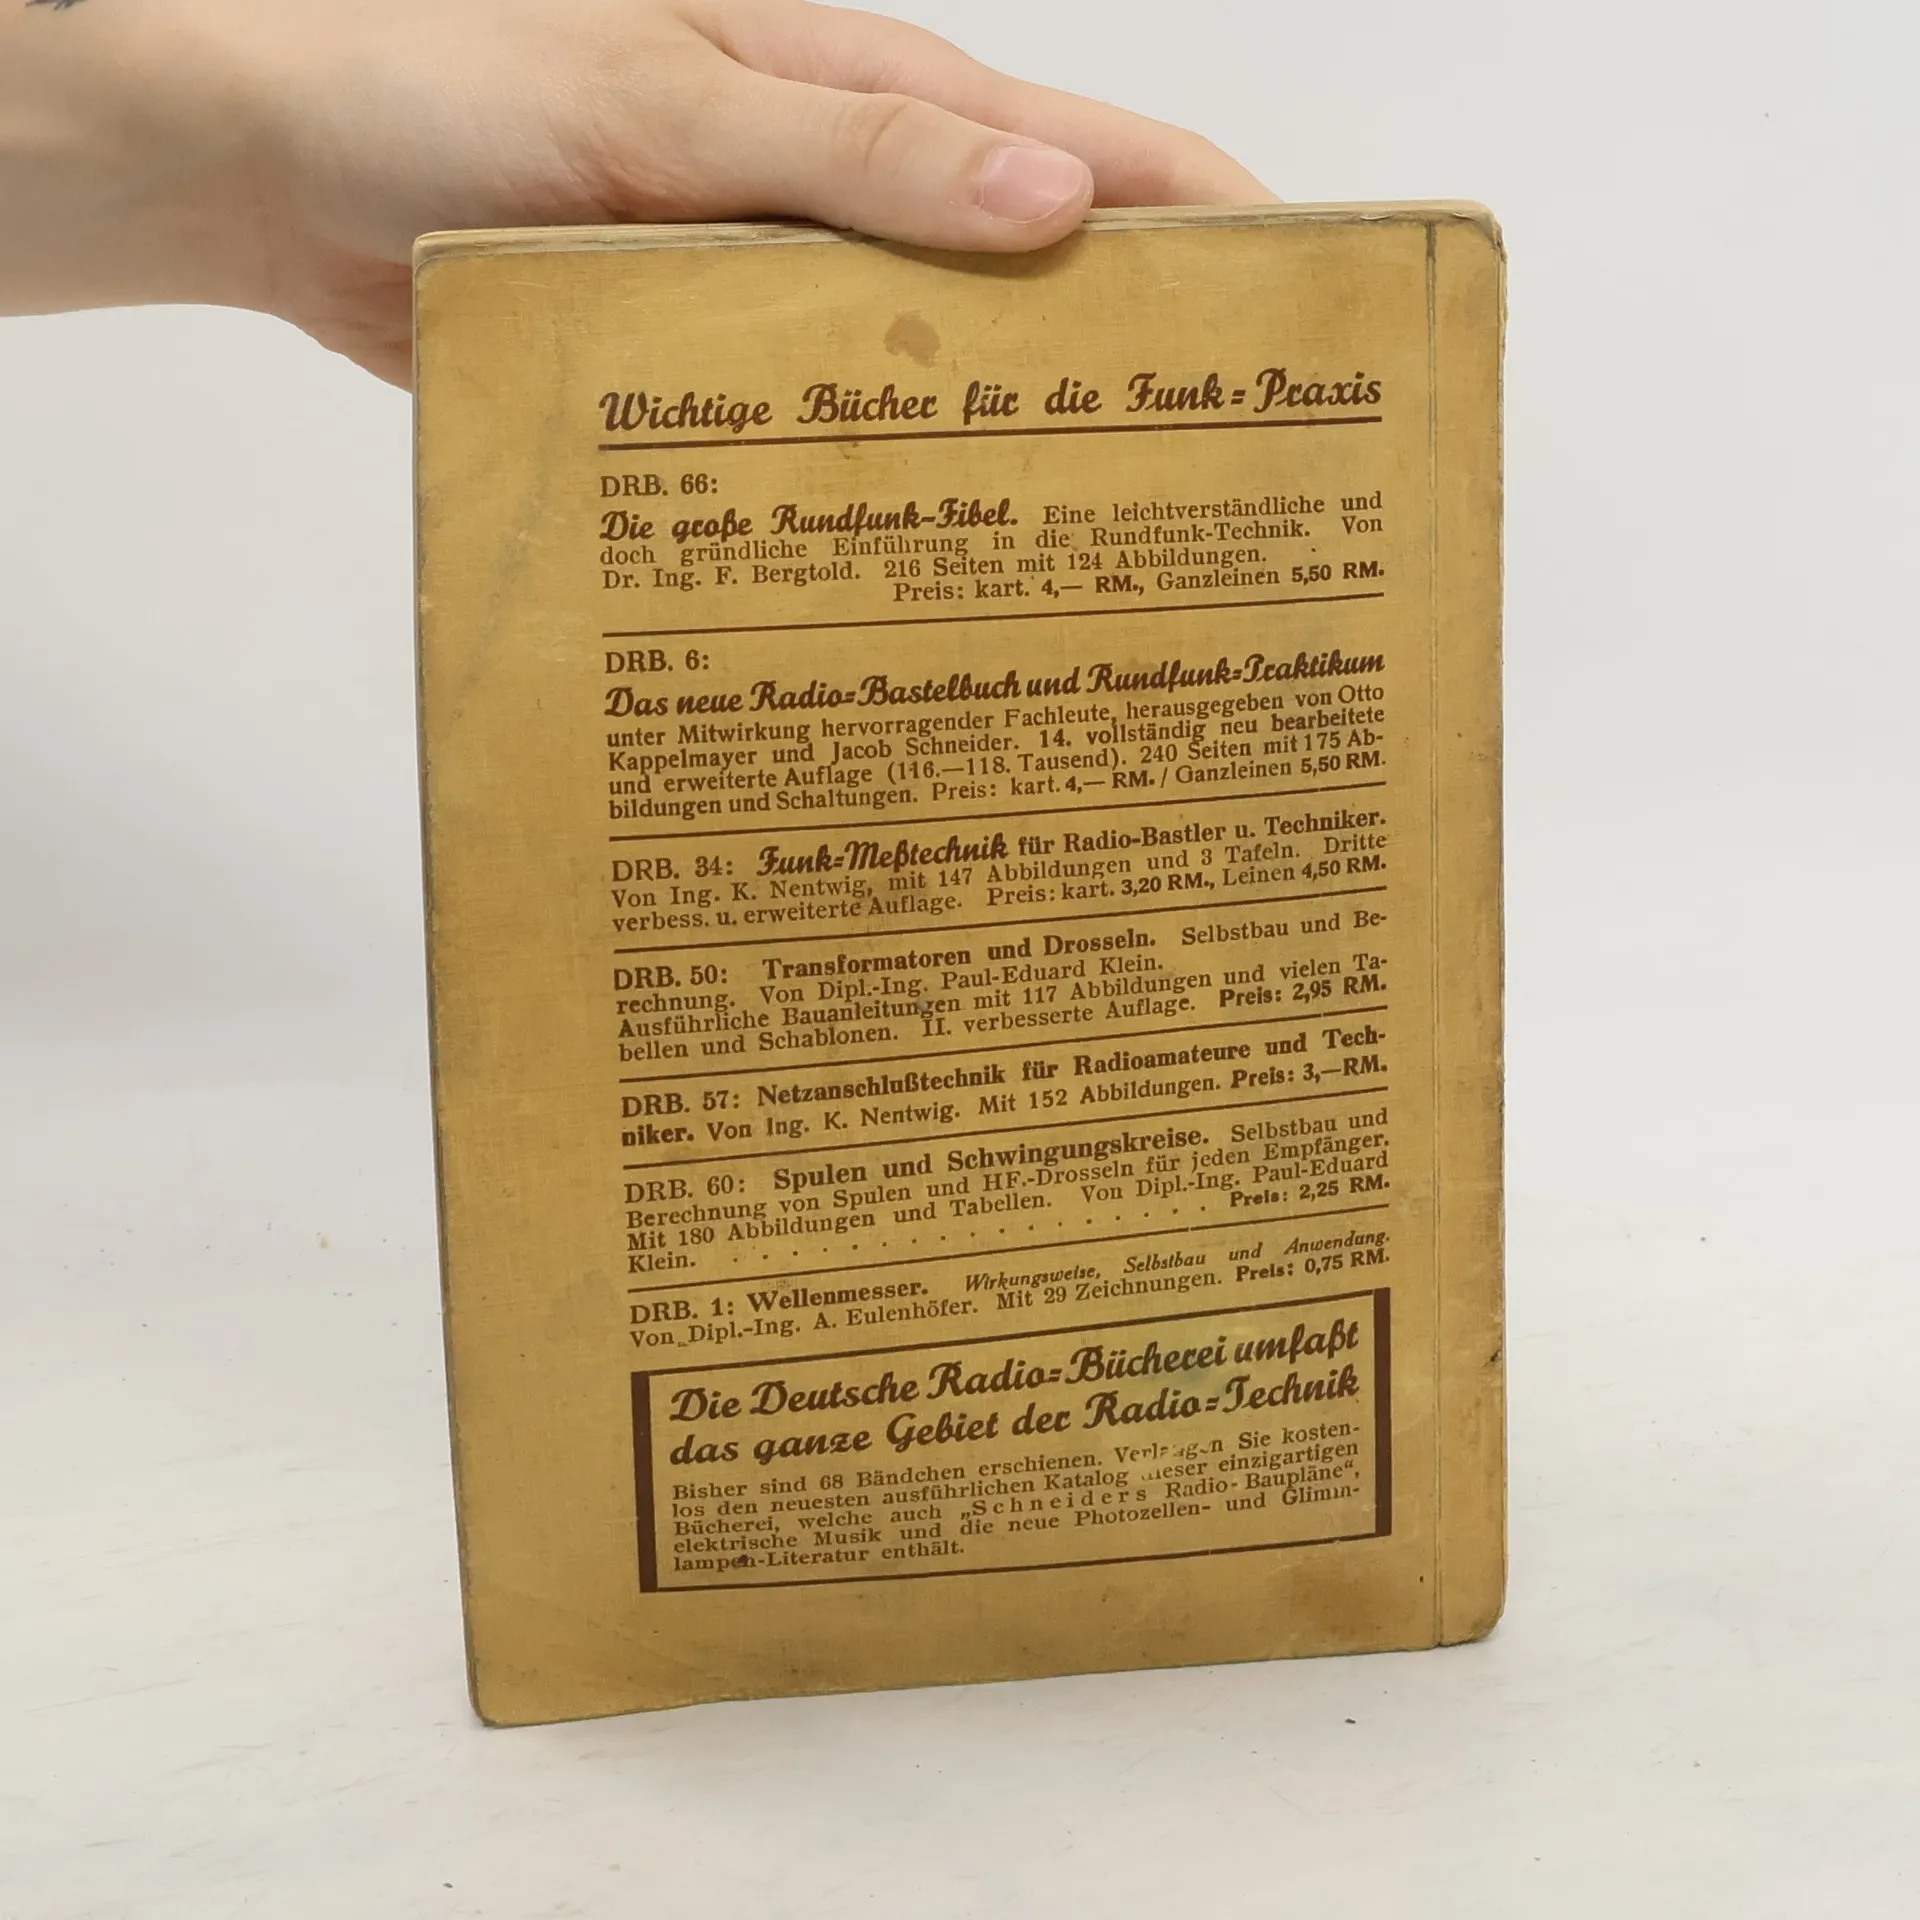 Wichtige Bücher für die Funk=Praxis
DRB. 66:
Die große Rundfunk-Fibel. Eine leichtverständliche und
doch gründliche Einführung in die Rundfunk-Technik. Von
Dr. Ing. F. Bergtold. 216 Seiten mit 124 Abbildungen.
Preis: kart. 4,— RM., Ganzleinen 5,50 RM.
DRB. 6:
Das neue Radio=Bastelbuch und Rundfunk=Praktikum
unter Mitwirkung hervorragender Fachleute, herausgegeben von Otto
Kappelmayer und Jacob Schneider. 14. vollständig neu bearbeitete
und erweiterte Auflage (116.—118. Tausend). 240 Seiten mit 175 Ab-
bildungen und Schaltungen. Preis: kart. 4,— RM. / Ganzleinen 5,50 RM.
DRB. 34: Funk=Meßtechnik für Radio-Bastler u. Techniker.
Von Ing. K. Nentwig, mit 147 Abbildungen und 3 Tafeln. Dritte
verbess. u. erweiterte Auflage. Preis: kart. 3,20 RM., Leinen 4,50 RM.
DRB. 50: Transformatoren und Drosseln. Selbstbau und Be-
rechnung. Von Dipl.-Ing. Paul-Eduard Klein.
Ausführliche Bauanleitungen mit 117 Abbildungen und vielen Ta-
bellen und Schablonen. II. verbesserte Auflage. Preis: 2,95 RM.
DRB. 57: Netzanschlußtechnik für Radioamateure und Tech-
niker. Von Ing. K. Nentwig. Mit 152 Abbildungen. Preis: 3,—RM.
DRB. 60: Spulen und Schwingungskreise. Selbstbau und
Berechnung von Spulen und HF.-Drosseln für jeden Empfänger.
Mit 180 Abbildungen und Tabellen. Von Dipl.-Ing. Paul-Eduard
Klein. . . . . . . . . . . . . . . . . . Preis: 2,25 RM.
DRB. 1: Wellenmesser. Wirkungsweise, Selbstbau und Anwendung.
Von Dipl.-Ing. A. Eulenhöfer. Mit 29 Zeichnungen. Preis: 0,75 RM.
Die Deutsche Radio=Bücherei umfaßt
das ganze Gebiet der Radio=Technik
Bisher sind 68 Bändchen erschienen. Sie kosten-
los den neuesten ausführlichen Katalog dieser einzigartigen
Bücherei, welche auch „Schneiders Radio-Baupläne“,
elektrische Musik und die neue Photozellen- und Glimm-
lampen-Literatur enthält.